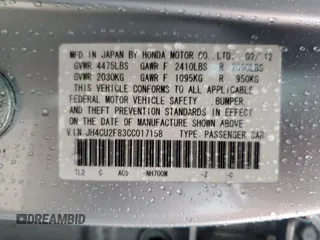 MFD. IN JAPAN BY HONDA MOTOR CO., LTD. 02/12
GVWR 4475LBS GAWR F 2410LBS R
GVWR 2030KG GAWR F 1095KG R 950KG
THIS VEHICLE CONFORMS TO ALL APPLICABLE
FEDERAL MOTOR VEHICLE SAFETY, BUMPER,
AND THEFT PREVENTION STANDARDS IN EFFECT
ON THE DATE OF MANUFACTURE SHOWN ABOVE.
V.I.N. JH4CU2F83CC017158 TYPE: PASSENGER CAR
TL2 C AC5 NH700M -Z -C
DREAMBID